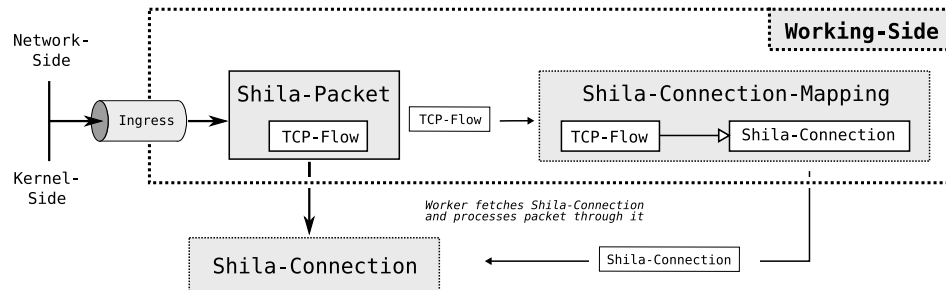 Working-Side
Network-
Side
Ingress
Kernel-
Side
Shila-Packet
TCP-Flow
TCP-Flow
Shila-Connection-Mapping
TCP-Flow
Shila-Connection
Worker fetches Shila-Connection
and processes packet through it
Shila-Connection
Shila-Connection